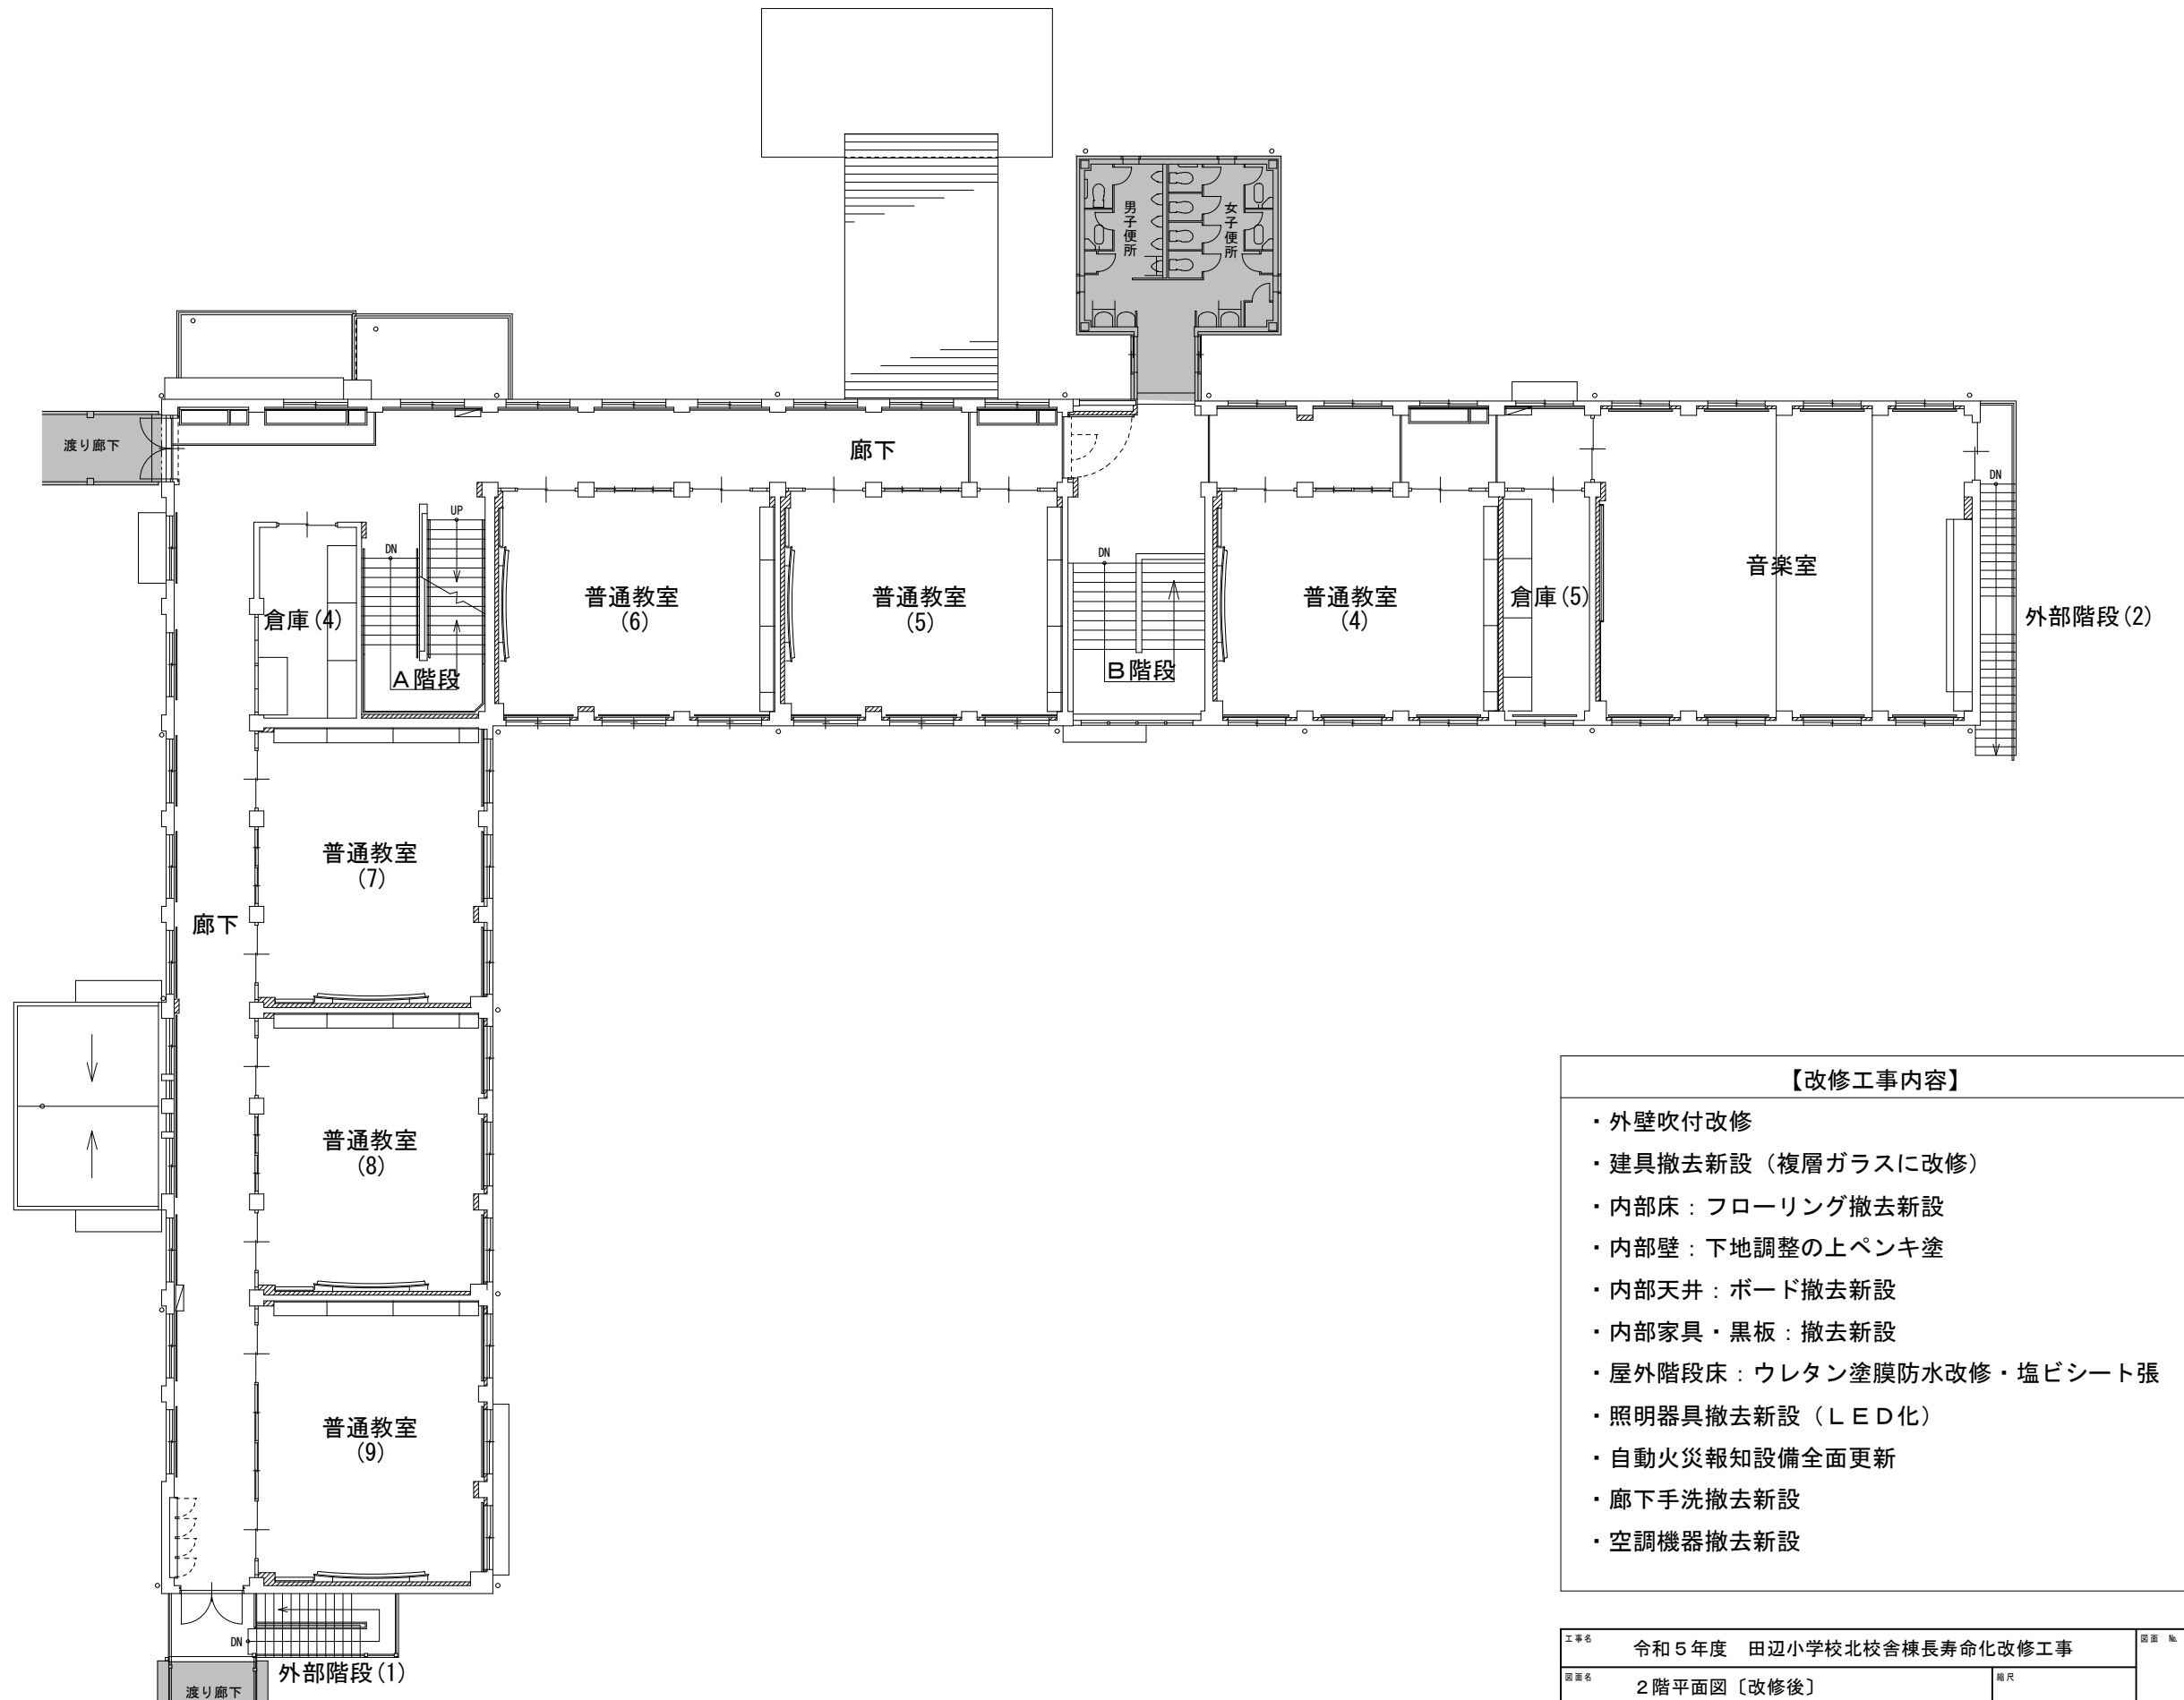 男子便所
女子便所
渡り廊下
廊下
DN
UP
DN
DN
音楽室
普通教室
(6)
普通教室
(5)
普通教室
(4)
倉庫(5)
倉庫(4)
外部階段(2)
A階段
B階段
普通教室
(7)
廊下
普通教室
(8)
普通教室
(9)
DN
外部階段(1)
渡り廊下
【改修工事内容】
・外壁吹付改修
・建具撤去新設（複層ガラスに改修）
・内部床：フローリング撤去新設
・内部壁：下地調整の上ペンキ塗
・内部天井：ボード撤去新設
・内部家具・黒板：撤去新設
・屋外階段床：ウレタン塗膜防水改修・塩ビシート張
・照明器具撤去新設（ＬＥＤ化）
・自動火災報知設備全面更新
・廊下手洗撤去新設
・空調機器撤去新設
工事名
令和５年度　田辺小学校北校舎棟長寿命化改修工事
図面 №
図面名
２階平面図〔改修後〕
縮尺